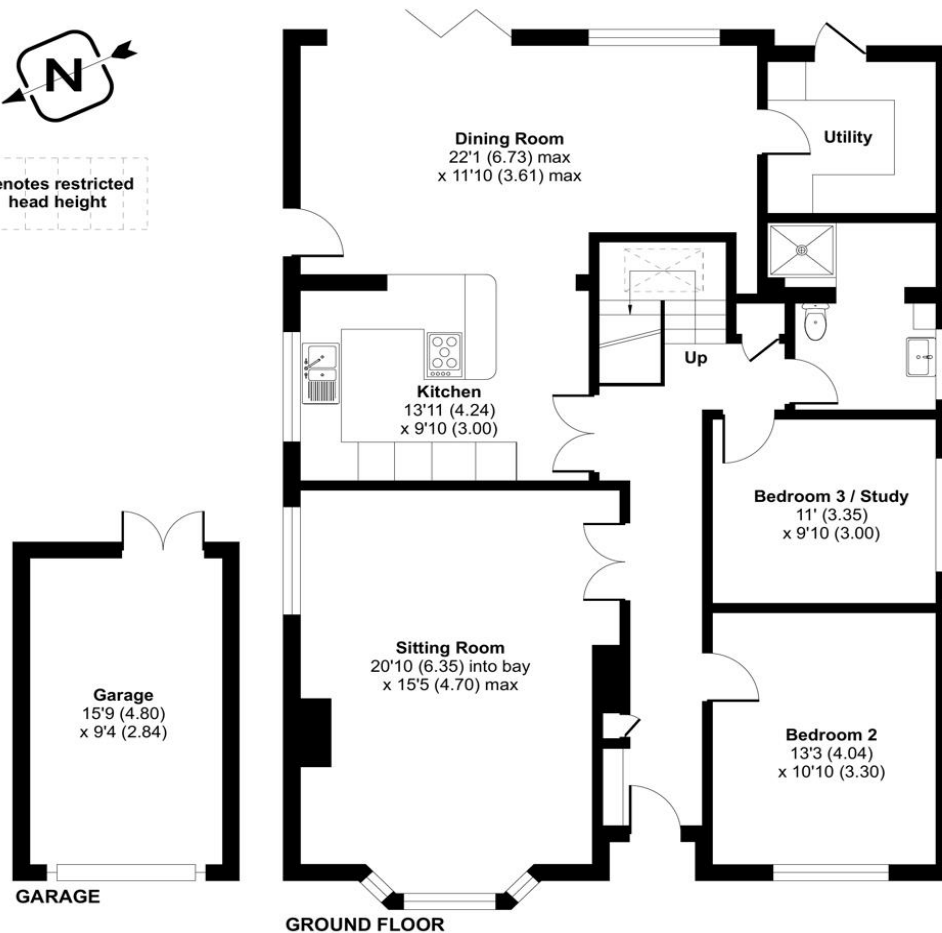 N
enotes restricted
head height
Dining Room
22'1 (6.73) max
x 11'10 (3.61) max
Utility
Up
Kitchen
13'11 (4.24)
x 9'10 (3.00)
Bedroom 3 / Study
11' (3.35)
x 9'10 (3.00)
Sitting Room
20'10 (6.35) into bay
x 15'5 (4.70) max
Garage
15'9 (4.80)
x 9'4 (2.84)
Bedroom 2
13'3 (4.04)
x 10'10 (3.30)
GARAGE
GROUND FLOOR